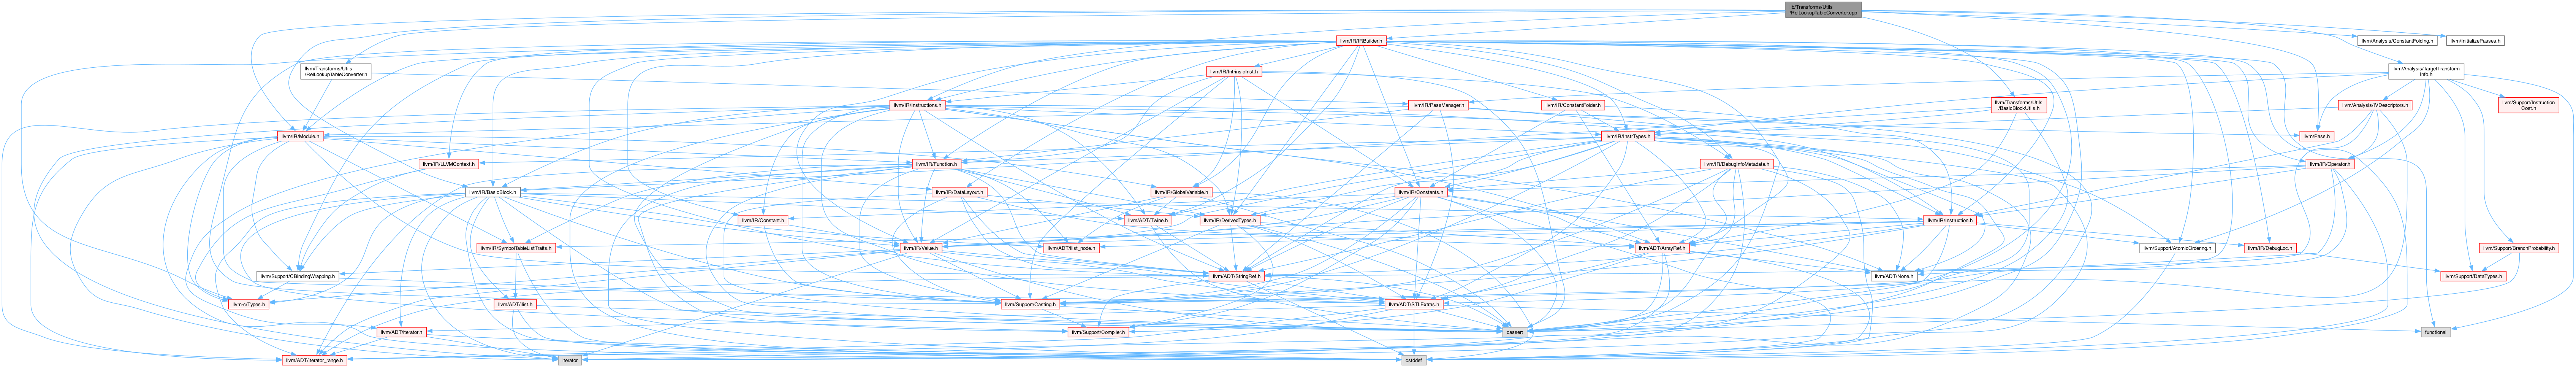 lib/Transforms/Utils
/RelLookupTableConverter.cpp
llvm/IR/IRBuilder.h
llvm/Analysis/ConstantFolding.h
llvm/InitializePasses.h
llvm/Transforms/Utils
/RelLookupTableConverter.h
llvm/IR/IntrinsicInst.h
llvm/Analysis/TargetTransform
Info.h
llvm/IR/Instructions.h
llvm/IR/PassManager.h
llvm/IR/ConstantFolder.h
llvm/Transforms/Utils
/BasicBlockUtils.h
llvm/Analysis/IVDescriptors.h
llvm/Support/Instruction
Cost.h
llvm/IR/Module.h
llvm/IR/InstrTypes.h
llvm/Pass.h
llvm/IR/LLVMContext.h
llvm/IR/Function.h
llvm/IR/DebugInfoMetadata.h
llvm/IR/Operator.h
llvm/IR/BasicBlock.h
llvm/IR/DataLayout.h
llvm/IR/GlobalVariable.h
llvm/IR/Constants.h
llvm/IR/Constant.h
llvm/ADT/Twine.h
llvm/IR/DerivedTypes.h
llvm/IR/Instruction.h
llvm/IR/SymbolTableListTraits.h
llvm/IR/Value.h
llvm/ADT/ilist_node.h
llvm/ADT/ArrayRef.h
llvm/Support/AtomicOrdering.h
llvm/IR/DebugLoc.h
llvm/Support/BranchProbability.h
llvm/Support/CBindingWrapping.h
llvm/ADT/StringRef.h
llvm/ADT/None.h
llvm/Support/DataTypes.h
llvm-c/Types.h
llvm/ADT/ilist.h
llvm/Support/Casting.h
llvm/ADT/STLExtras.h
llvm/ADT/iterator.h
llvm/Support/Compiler.h
cassert
functional
llvm/ADT/iterator_range.h
iterator
cstddef